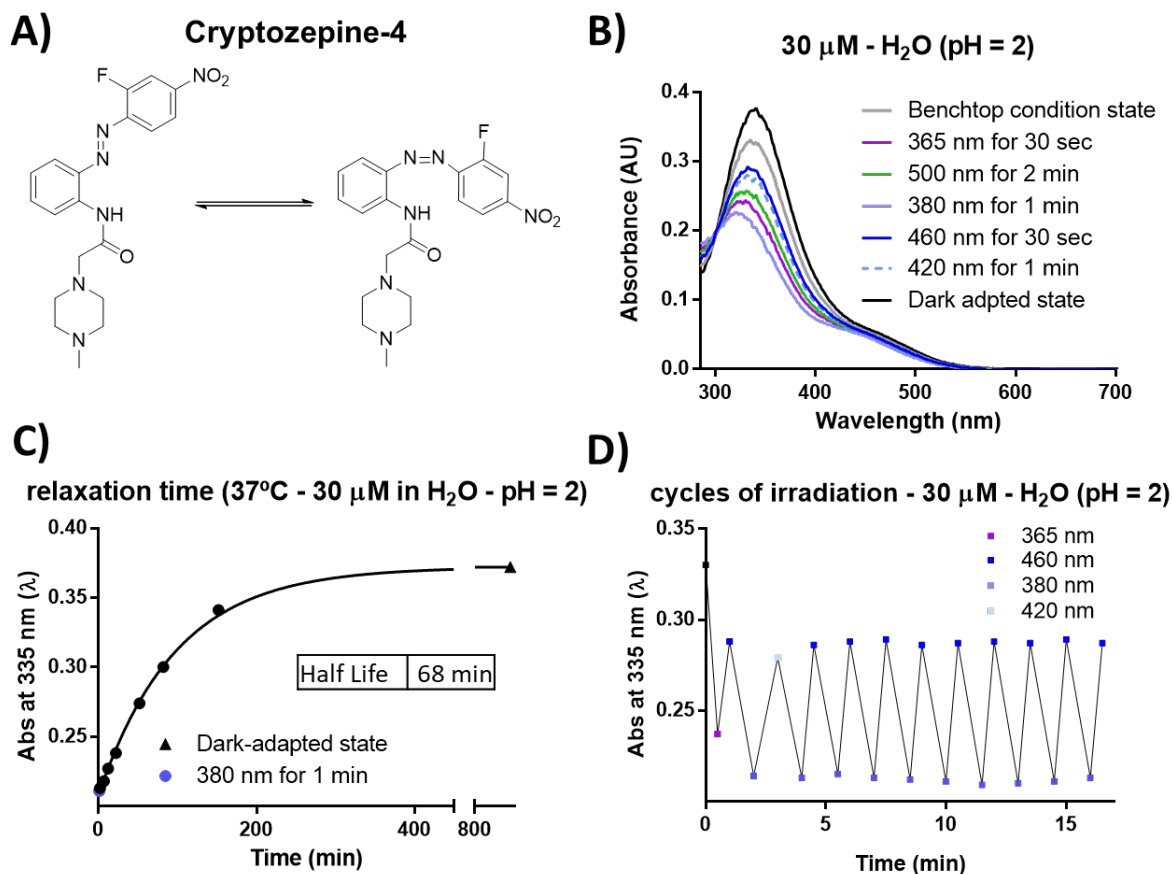 A)
Cryptozepine-4
F
NO₂
N
N
NH
O
N
N
F
N=N
NO₂
NH
O
N
N
B)
30 μM - H₂O (pH = 2)
Absorbance (AU)
0.4
0.3
0.2
0.1
0.0
300 400 500 600 700
Wavelength (nm)
Benchtop condition state
365 nm for 30 sec
500 nm for 2 min
380 nm for 1 min
460 nm for 30 sec
420 nm for 1 min
Dark adpted state
C)
relaxation time (37ºC - 30 μM in H₂O - pH = 2)
Abs at 335 nm (λ)
0.40
0.35
0.30
0.25
Half Life 68 min
Dark-adapted state
380 nm for 1 min
0 200 400 800
Time (min)
D)
cycles of irradiation - 30 μM - H₂O (pH = 2)
Abs at 335 nm (λ)
0.35
0.30
0.25
365 nm
460 nm
380 nm
420 nm
0 5 10 15
Time (min)